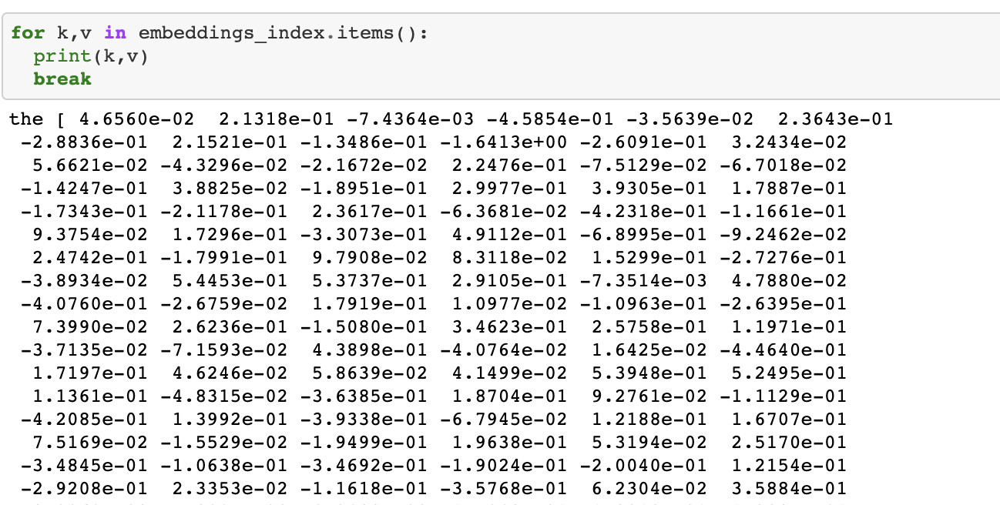 for k,v in embeddings_index.items():
  print(k,v)
  break
the [ 4.6560e-02  2.1318e-01 -7.4364e-03 -4.5854e-01 -3.5639e-02  2.3643e-01
 -2.8836e-01  2.1521e-01 -1.3486e-01 -1.6413e+00 -2.6091e-01  3.2434e-02
  5.6621e-02 -4.3296e-02 -2.1672e-02  2.2476e-01 -7.5129e-02 -6.7018e-02
 -1.4247e-01  3.8825e-02 -1.8951e-01  2.9977e-01  3.9305e-01  1.7887e-01
 -1.7343e-01 -2.1178e-01  2.3617e-01 -6.3681e-02 -4.2318e-01 -1.1661e-01
  9.3754e-02  1.7296e-01 -3.3073e-01  4.9112e-01 -6.8995e-01 -9.2462e-02
  2.4742e-01 -1.7991e-01  9.7908e-02  8.3118e-02  1.5299e-01 -2.7276e-01
 -3.8934e-02  5.4453e-01  5.3737e-01  2.9105e-01 -7.3514e-03  4.7880e-02
 -4.0760e-01 -2.6759e-02  1.7919e-01  1.0977e-02 -1.0963e-01 -2.6395e-01
  7.3990e-02  2.6236e-01 -1.5080e-01  3.4623e-01  2.5758e-01  1.1971e-01
 -3.7135e-02 -7.1593e-02  4.3898e-01 -4.0764e-02  1.6425e-02 -4.4640e-01
  1.7197e-01  4.6246e-02  5.8639e-02  4.1499e-02  5.3948e-01  5.2495e-01
  1.1361e-01 -4.8315e-02 -3.6385e-01  1.8704e-01  9.2761e-02 -1.1129e-01
 -4.2085e-01  1.3992e-01 -3.9338e-01 -6.7945e-02  1.2188e-01  1.6707e-01
  7.5169e-02 -1.5529e-02 -1.9499e-01  1.9638e-01  5.3194e-02  2.5170e-01
 -3.4845e-01 -1.0638e-01 -3.4692e-01 -1.9024e-01 -2.0040e-01  1.2154e-01
 -2.9208e-01  2.3353e-02 -1.1618e-01 -3.5768e-01  6.2304e-02  3.5884e-01